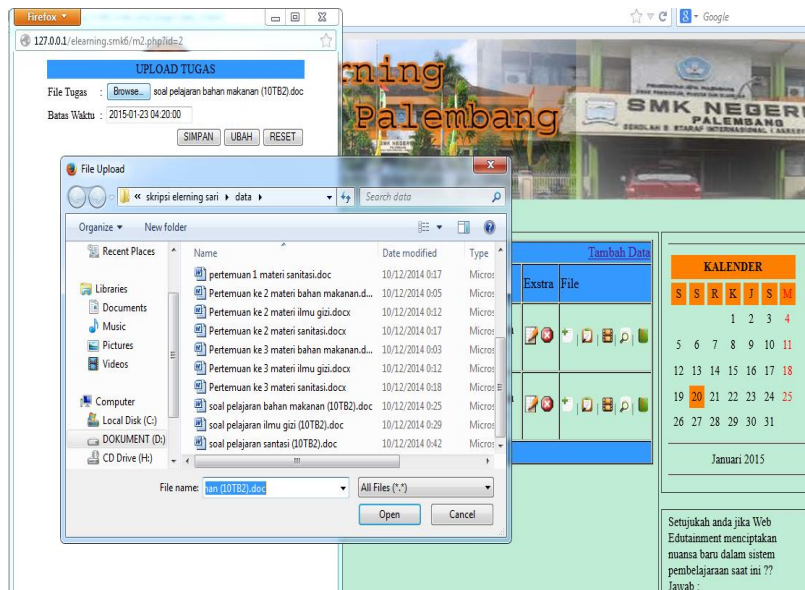 Firefox
127.0.0.1/elearning.smk6/m2.php?id=2
UPLOAD TUGAS
File Tugas : Browse... soal pelajaran bahan makanan (10TB2).doc
Batas Waktu : 2015-01-23 04:20:00
SIMPAN UBAH RESET
File Upload
« skripsi elerning sari data
Search data
Organize New folder
Recent Places
Libraries
Documents
Music
Pictures
Videos
Computer
Local Disk (C:)
DOKUMENT (D:)
CD Drive (H:)
Name Date modified Type
pertemuan 1 materi sanitasi.doc 10/12/2014 0:17 Micros
Pertemuan ke 2 materi bahan makanan.d... 10/12/2014 0:05 Micros
Pertemuan ke 2 materi ilmu gizi.docx 10/12/2014 0:12 Micros
Pertemuan ke 2 materi sanitasi.docx 10/12/2014 0:17 Micros
Pertemuan ke 3 materi bahan makanan.d... 10/12/2014 0:03 Micros
Pertemuan ke 3 materi ilmu gizi.docx 10/12/2014 0:12 Micros
Pertemuan ke 3 materi sanitasi.docx 10/12/2014 0:18 Micros
soal pelajaran bahan makanan (10TB2).doc 10/12/2014 0:25 Micros
soal pelajaran ilmu gizi (10TB2).doc 10/12/2014 0:29 Micros
soal pelajaran santasi (10TB2).doc 10/12/2014 0:42 Micros
File name: nan (10TB2).doc All Files (*.*)
Open Cancel
Google
rning
Palembang
SMK NEGERI
PALEMBANG
Tambah Data
Exstra File
KALENDER
S S R K J S M
1 2 3 4
5 6 7 8 9 10 11
12 13 14 15 16 17 18
19 20 21 22 23 24 25
26 27 28 29 30 31
Januari 2015
Setujukah anda jika Web
Edutainment menciptakan
nuansa baru dalam sistem
pembelajaraan saat ini ??
Jawab :